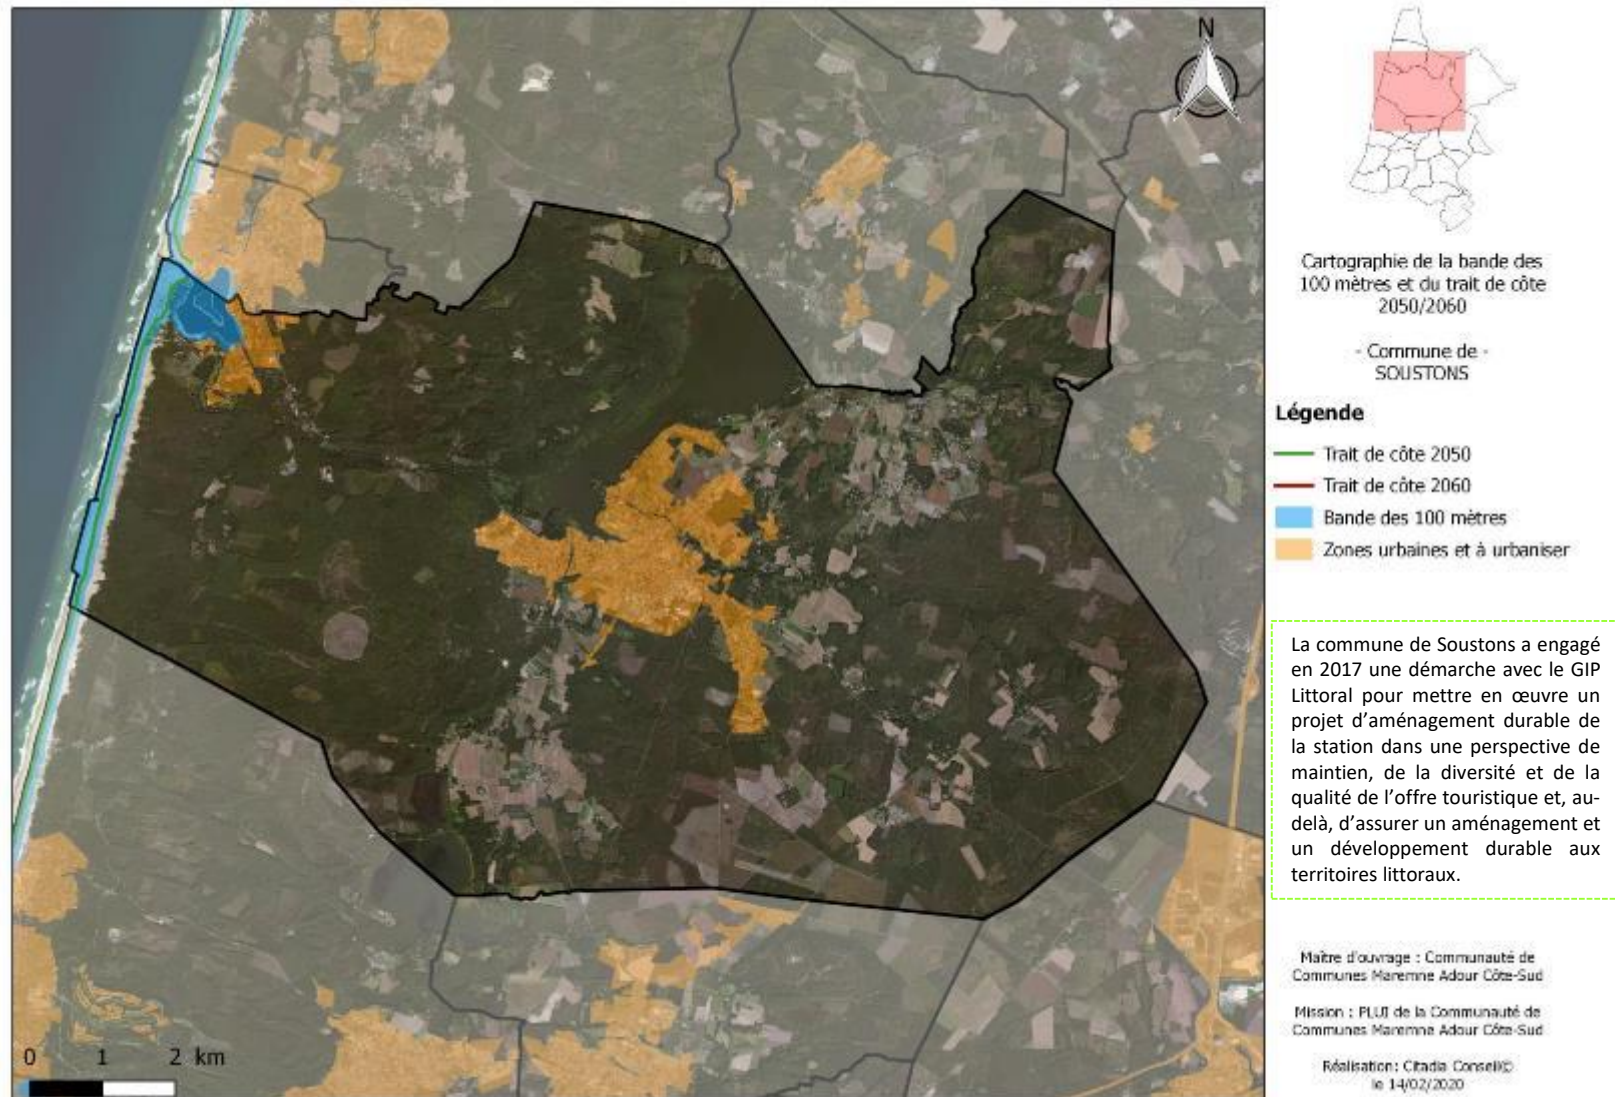 N
0 1 2 km
Cartographie de la bande des
100 mètres et du trait de côte
2050/2060
- Commune de -
SOUSTONS
Légende
Trait de côte 2050
Trait de côte 2060
Bande des 100 mètres
Zones urbaines et à urbaniser
La commune de Soustons a engagé
en 2017 une démarche avec le GIP
Littoral pour mettre en œuvre un
projet d’aménagement durable de
la station dans une perspective de
maintien, de la diversité et de la
qualité de l’offre touristique et, au-
delà, d’assurer un aménagement et
un développement durable aux
territoires littoraux.
Maître d'ouvrage : Communauté de
Communes Maremne Adour Côte-Sud
Mission : PLUI de la Communauté de
Communes Maremne Adour Côte-Sud
Réalisation: Citadia Conseil©
le 14/02/2020